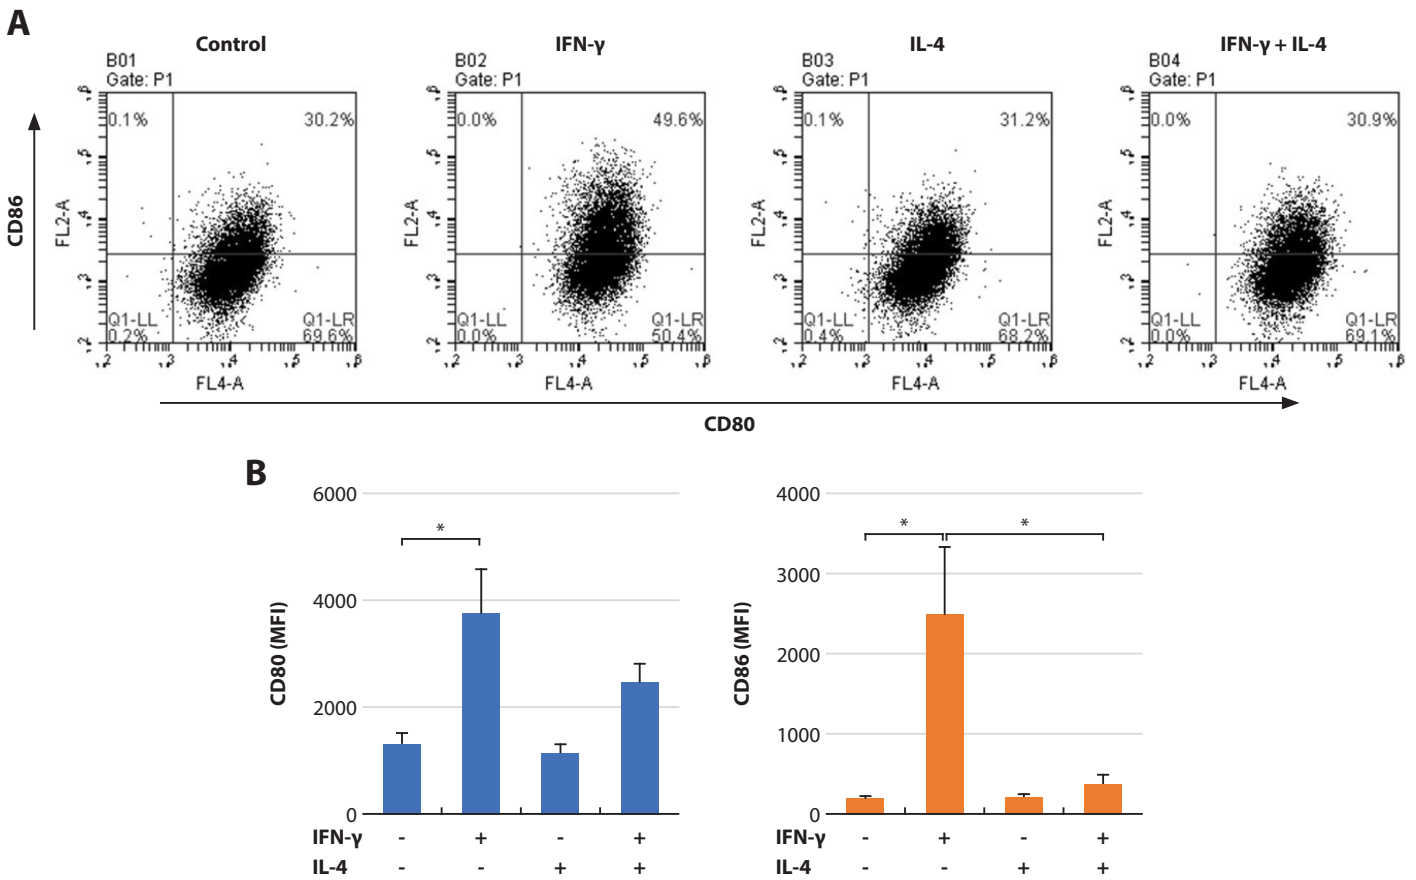 A
Control
IFN-γ
IL-4
IFN-γ + IL-4
B01
Gate: P1
B02
Gate: P1
B03
Gate: P1
B04
Gate: P1
0.1%
30.2%
0.0%
49.6%
0.1%
31.2%
0.0%
30.9%
CD86
FL2-A
FL2-A
FL2-A
FL2-A
Q1-LL
Q1-LR
0.2%
69.6%
Q1-LL
Q1-LR
0.0%
50.4%
Q1-LL
Q1-LR
0.4%
68.2%
Q1-LL
Q1-LR
0.0%
69.1%
FL4-A
FL4-A
FL4-A
FL4-A
CD80
B
6000
4000
2000
0
CD80 (MFI)
*
IFN-γ - + - +
IL-4 - - + +
4000
3000
2000
1000
0
CD86 (MFI)
* *
IFN-γ - + - +
IL-4 - - + +